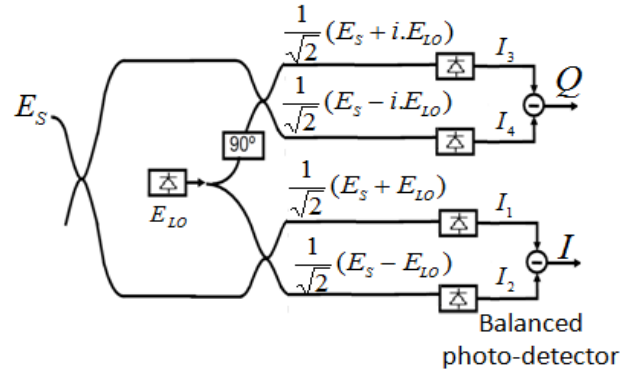 1/√2 (E_S + i.E_LO)
I_3
Q
E_S
1/√2 (E_S − i.E_LO)
I_4
90º
1/√2 (E_S + E_LO)
I_1
E_LO
I
1/√2 (E_S − E_LO)
I_2
Balanced
photo-detector